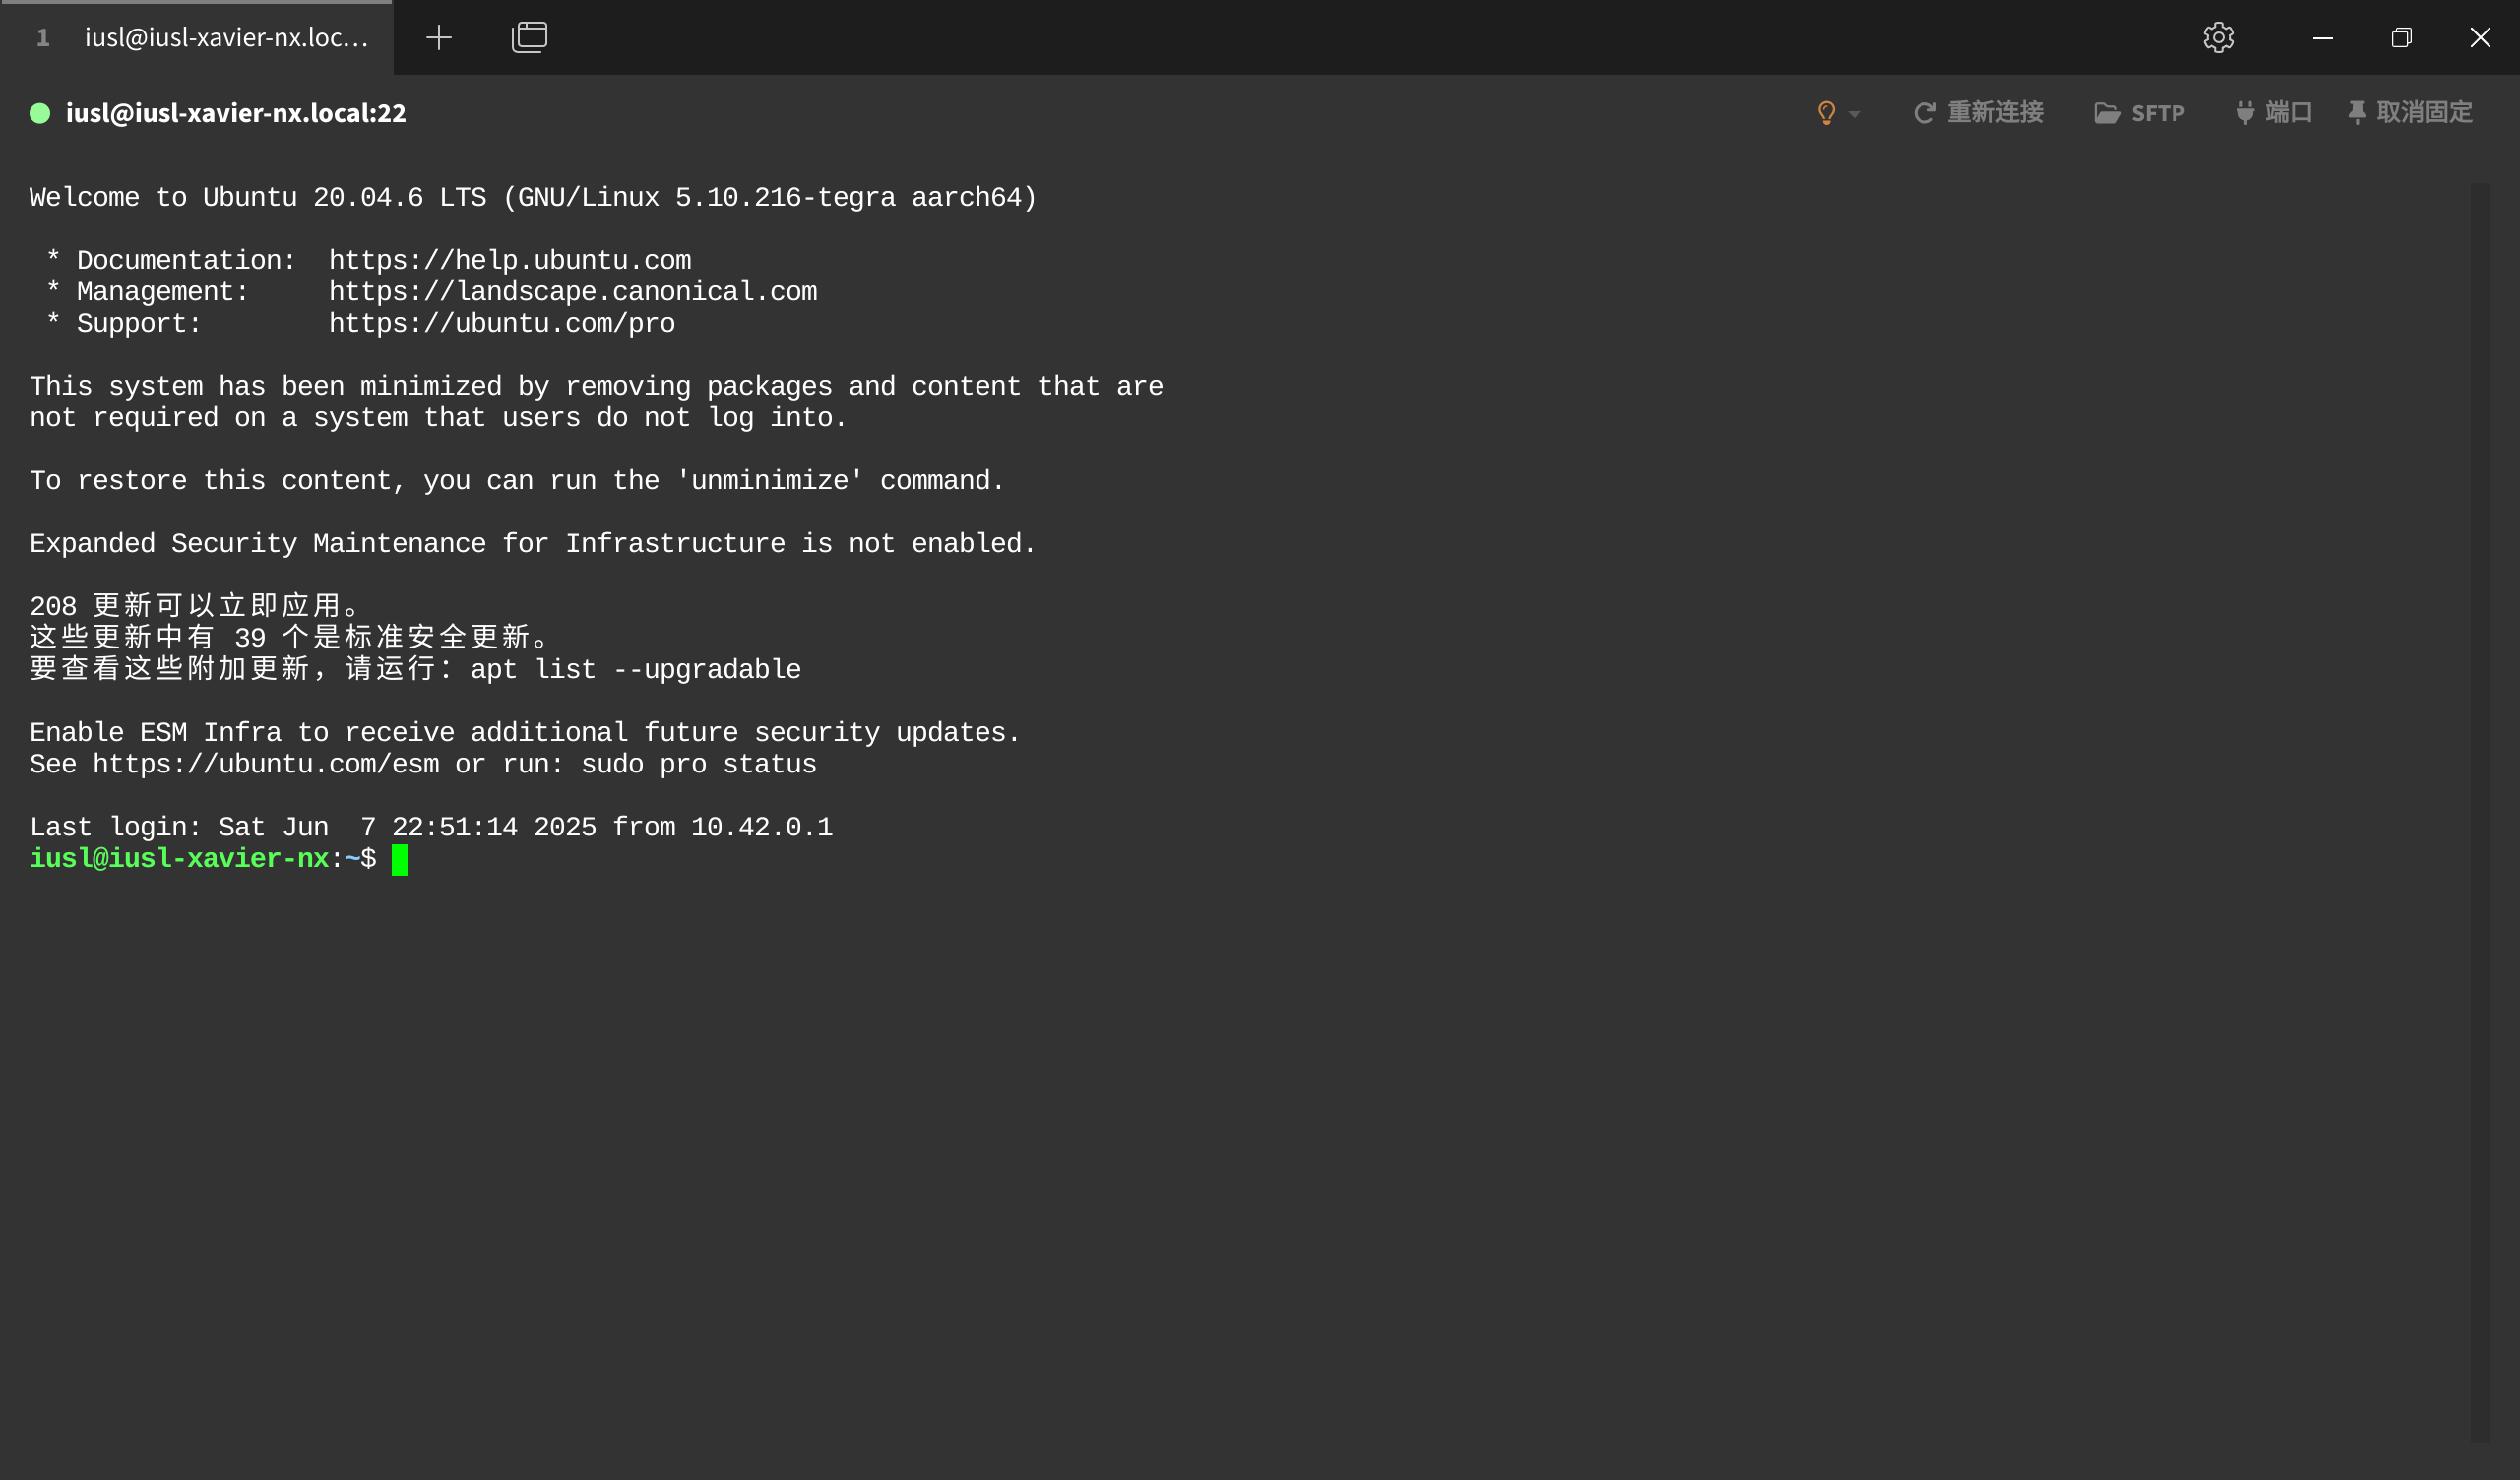 1 iusl@iusl-xavier-nx.loc...
iusl@iusl-xavier-nx.local:22
重新连接 SFTP 端口 取消固定
Welcome to Ubuntu 20.04.6 LTS (GNU/Linux 5.10.216-tegra aarch64)
* Documentation:  https://help.ubuntu.com
* Management:     https://landscape.canonical.com
* Support:        https://ubuntu.com/pro
This system has been minimized by removing packages and content that are
not required on a system that users do not log into.
To restore this content, you can run the 'unminimize' command.
Expanded Security Maintenance for Infrastructure is not enabled.
208 更新可以立即应用。
这些更新中有 39 个是标准安全更新。
要查看这些附加更新，请运行：apt list --upgradable
Enable ESM Infra to receive additional future security updates.
See https://ubuntu.com/esm or run: sudo pro status
Last login: Sat Jun  7 22:51:14 2025 from 10.42.0.1
iusl@iusl-xavier-nx:~$